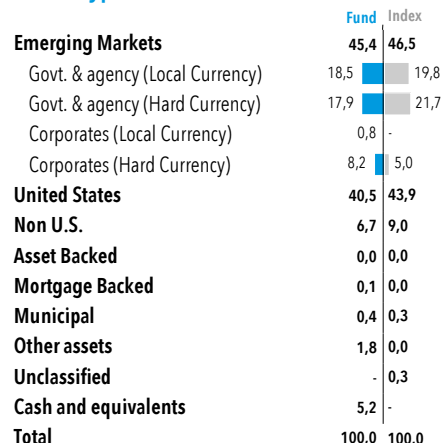 Fund Index
Emerging Markets 45,4 46,5
Govt. & agency (Local Currency) 18,5 19,8
Govt. & agency (Hard Currency) 17,9 21,7
Corporates (Local Currency) 0,8 -
Corporates (Hard Currency) 8,2 5,0
United States 40,5 43,9
Non U.S. 6,7 9,0
Asset Backed 0,0 0,0
Mortgage Backed 0,1 0,0
Municipal 0,4 0,3
Other assets 1,8 0,0
Unclassified - 0,3
Cash and equivalents 5,2 -
Total 100,0 100,0